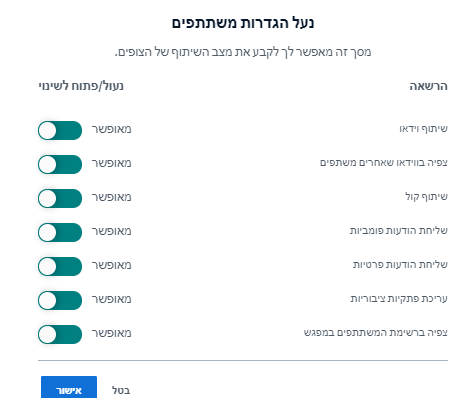 נעל הגדרות משתתפים
מסך זה מאפשר לך לקבע את מצב השיתוף של הצופים.
הרשאה נעול/פתוח לשינוי
שיתוף וידאו מאופשר
צפיה בווידאו שאחרים משתפים מאופשר
שיתוף קול מאופשר
שליחת הודעות פומביות מאופשר
שליחת הודעות פרטיות מאופשר
עריכת פתקיות ציבוריות מאופשר
צפיה ברשימת המשתתפים במפגש מאופשר
בטל אישור